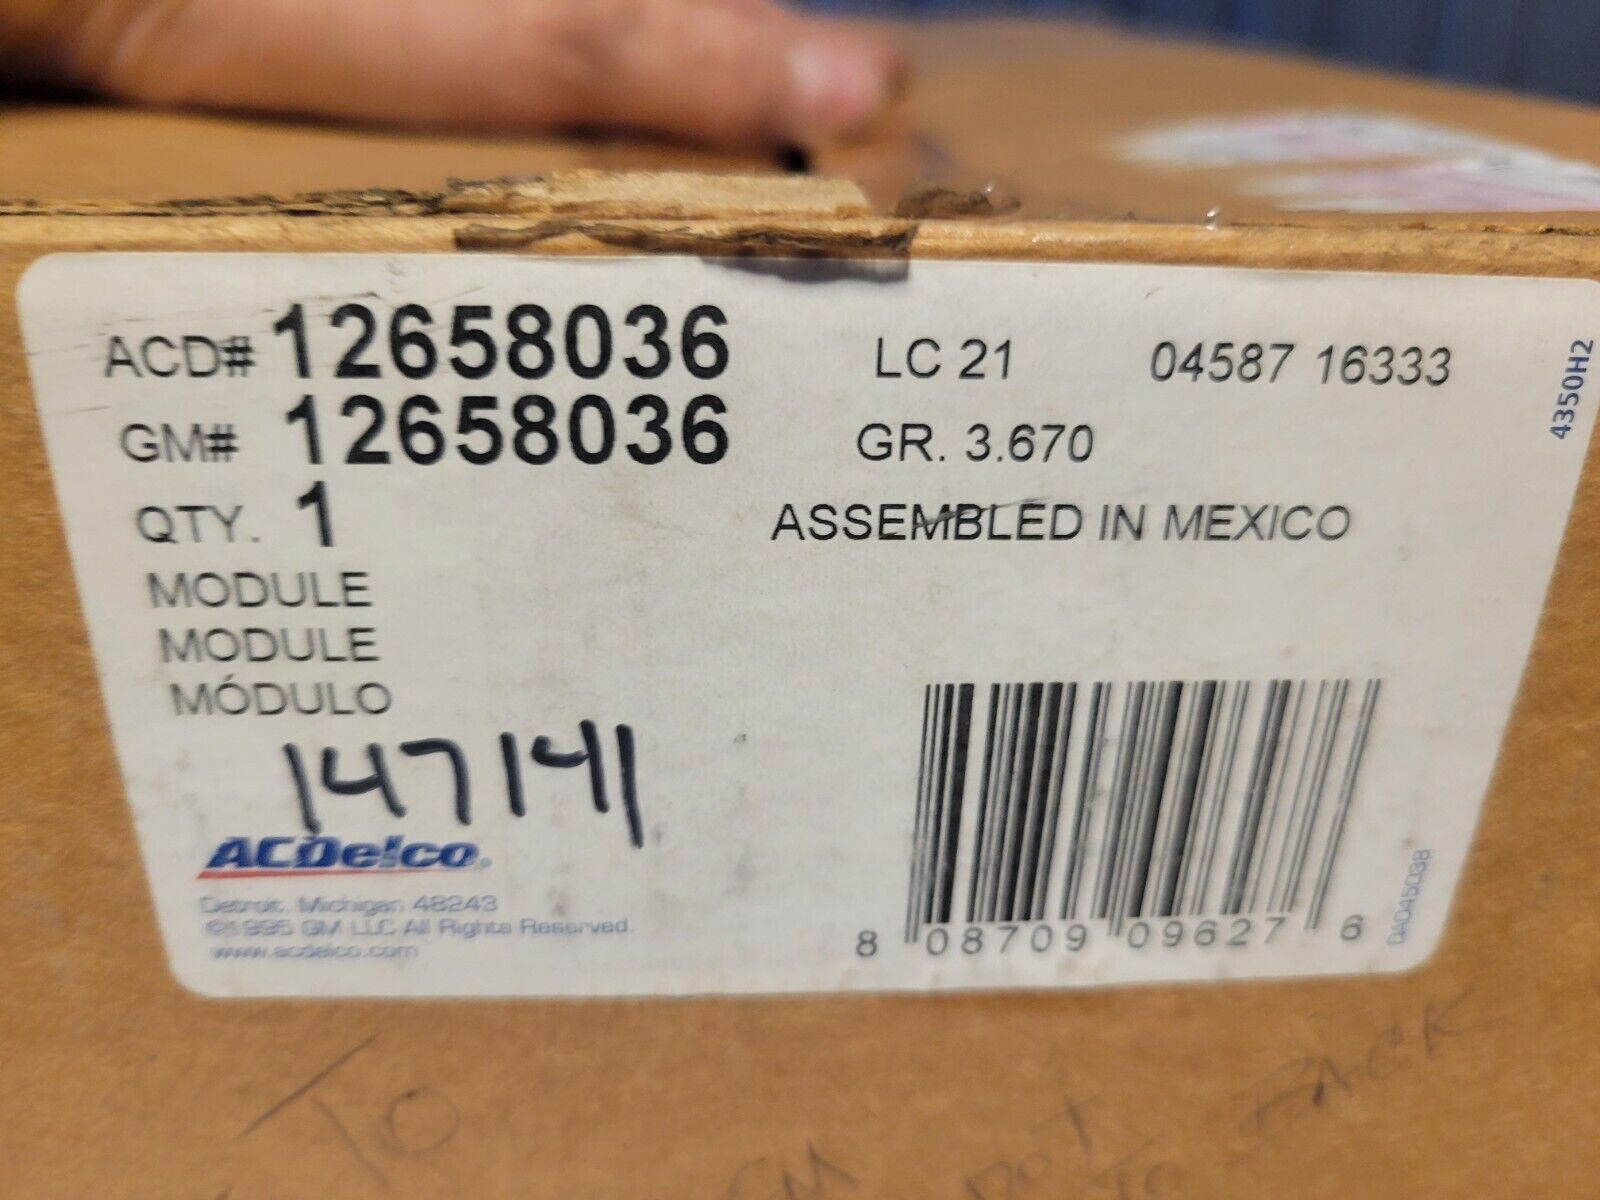 ACD# 12658036 LC 21 04587 16333
GM# 12658036 GR. 3.670
QTY. 1 ASSEMBLED IN MEXICO
MODULE
MODULE
MÓDULO
147141
ACDelco®
Detroit, Michigan 48243
©1995 GM LLC All Rights Reserved.
www.acdelco.com
8 08709 09627 6
4350H2
TO